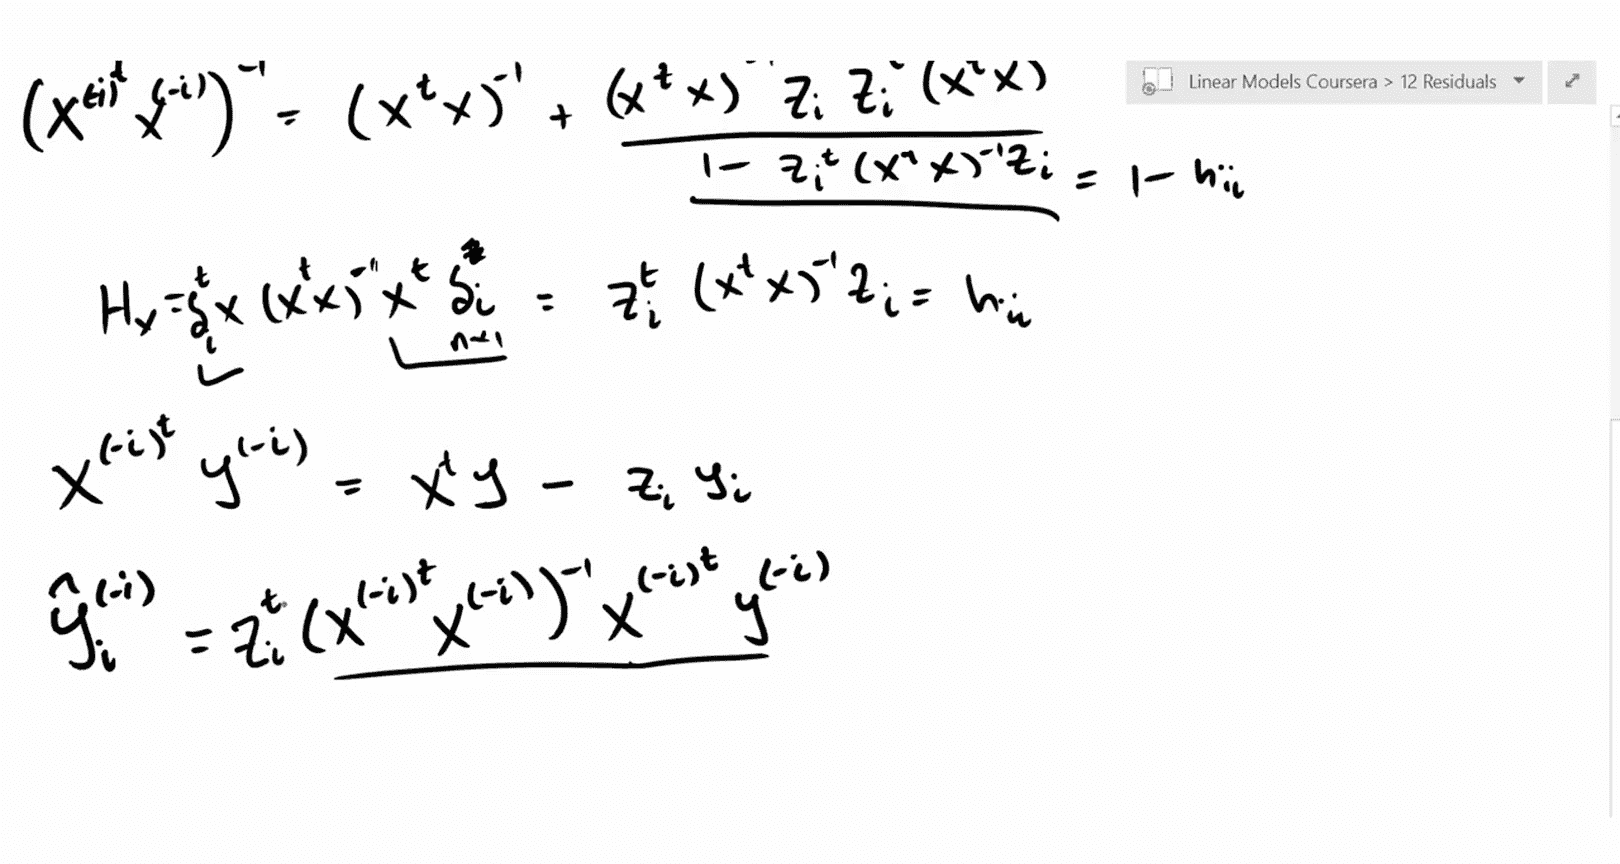 (x^(-i)^t x^(-i))^-1 = (x^t x)^-1 + (x^t x)^-1 z_i z_i^t (x^t x)
Linear Models Coursera > 12 Residuals
1 - z_i^t (x^t x)^-1 z_i = 1 - h_ii
H_x = δ_i^t x (x^t x)^-1 x^t δ_i = z_i^t (x^t x)^-1 z_i = h_ii
n×1
x^(-i)^t y^(-i) = x^t y - z_i y_i
ŷ_i^(-i) = z_i^t (x^(-i)^t x^(-i))^-1 x^(-i)^t y^(-i)